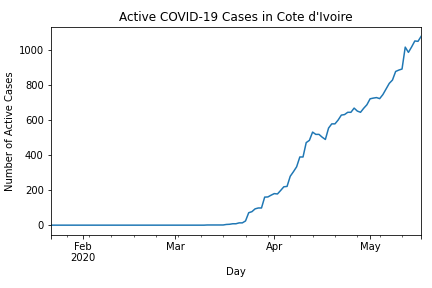 Active COVID-19 Cases in Cote d'Ivoire
Number of Active Cases
1000
800
600
400
200
0
Feb
2020
Mar
Apr
May
Day